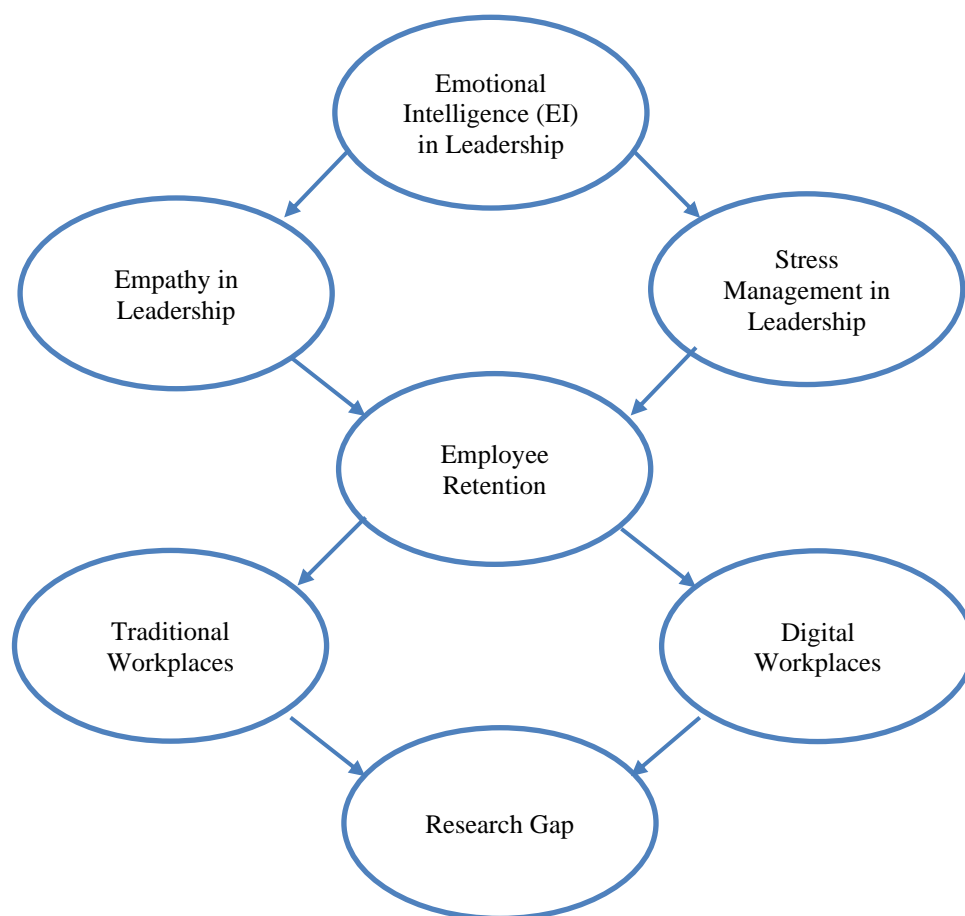 Emotional
Intelligence (EI)
in Leadership
Empathy in
Leadership
Stress
Management in
Leadership
Employee
Retention
Traditional
Workplaces
Digital
Workplaces
Research Gap